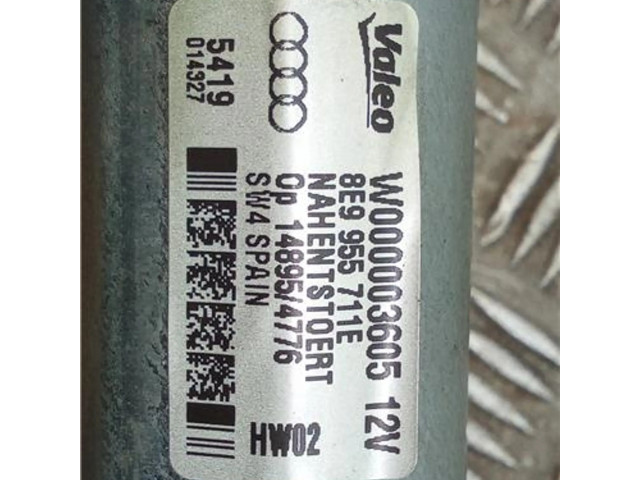 Valeo
W000003605 12V
8E9 955 711E
NAHENTSTOERT
Op 14895/4776
SW4 SPAIN
5419
014327
HW02